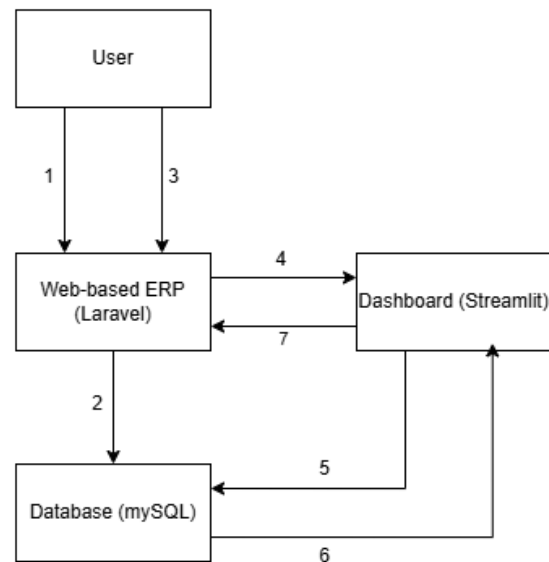 User
1
3
Web-based ERP
(Laravel)
4
Dashboard (Streamlit)
7
2
5
Database (mySQL)
6